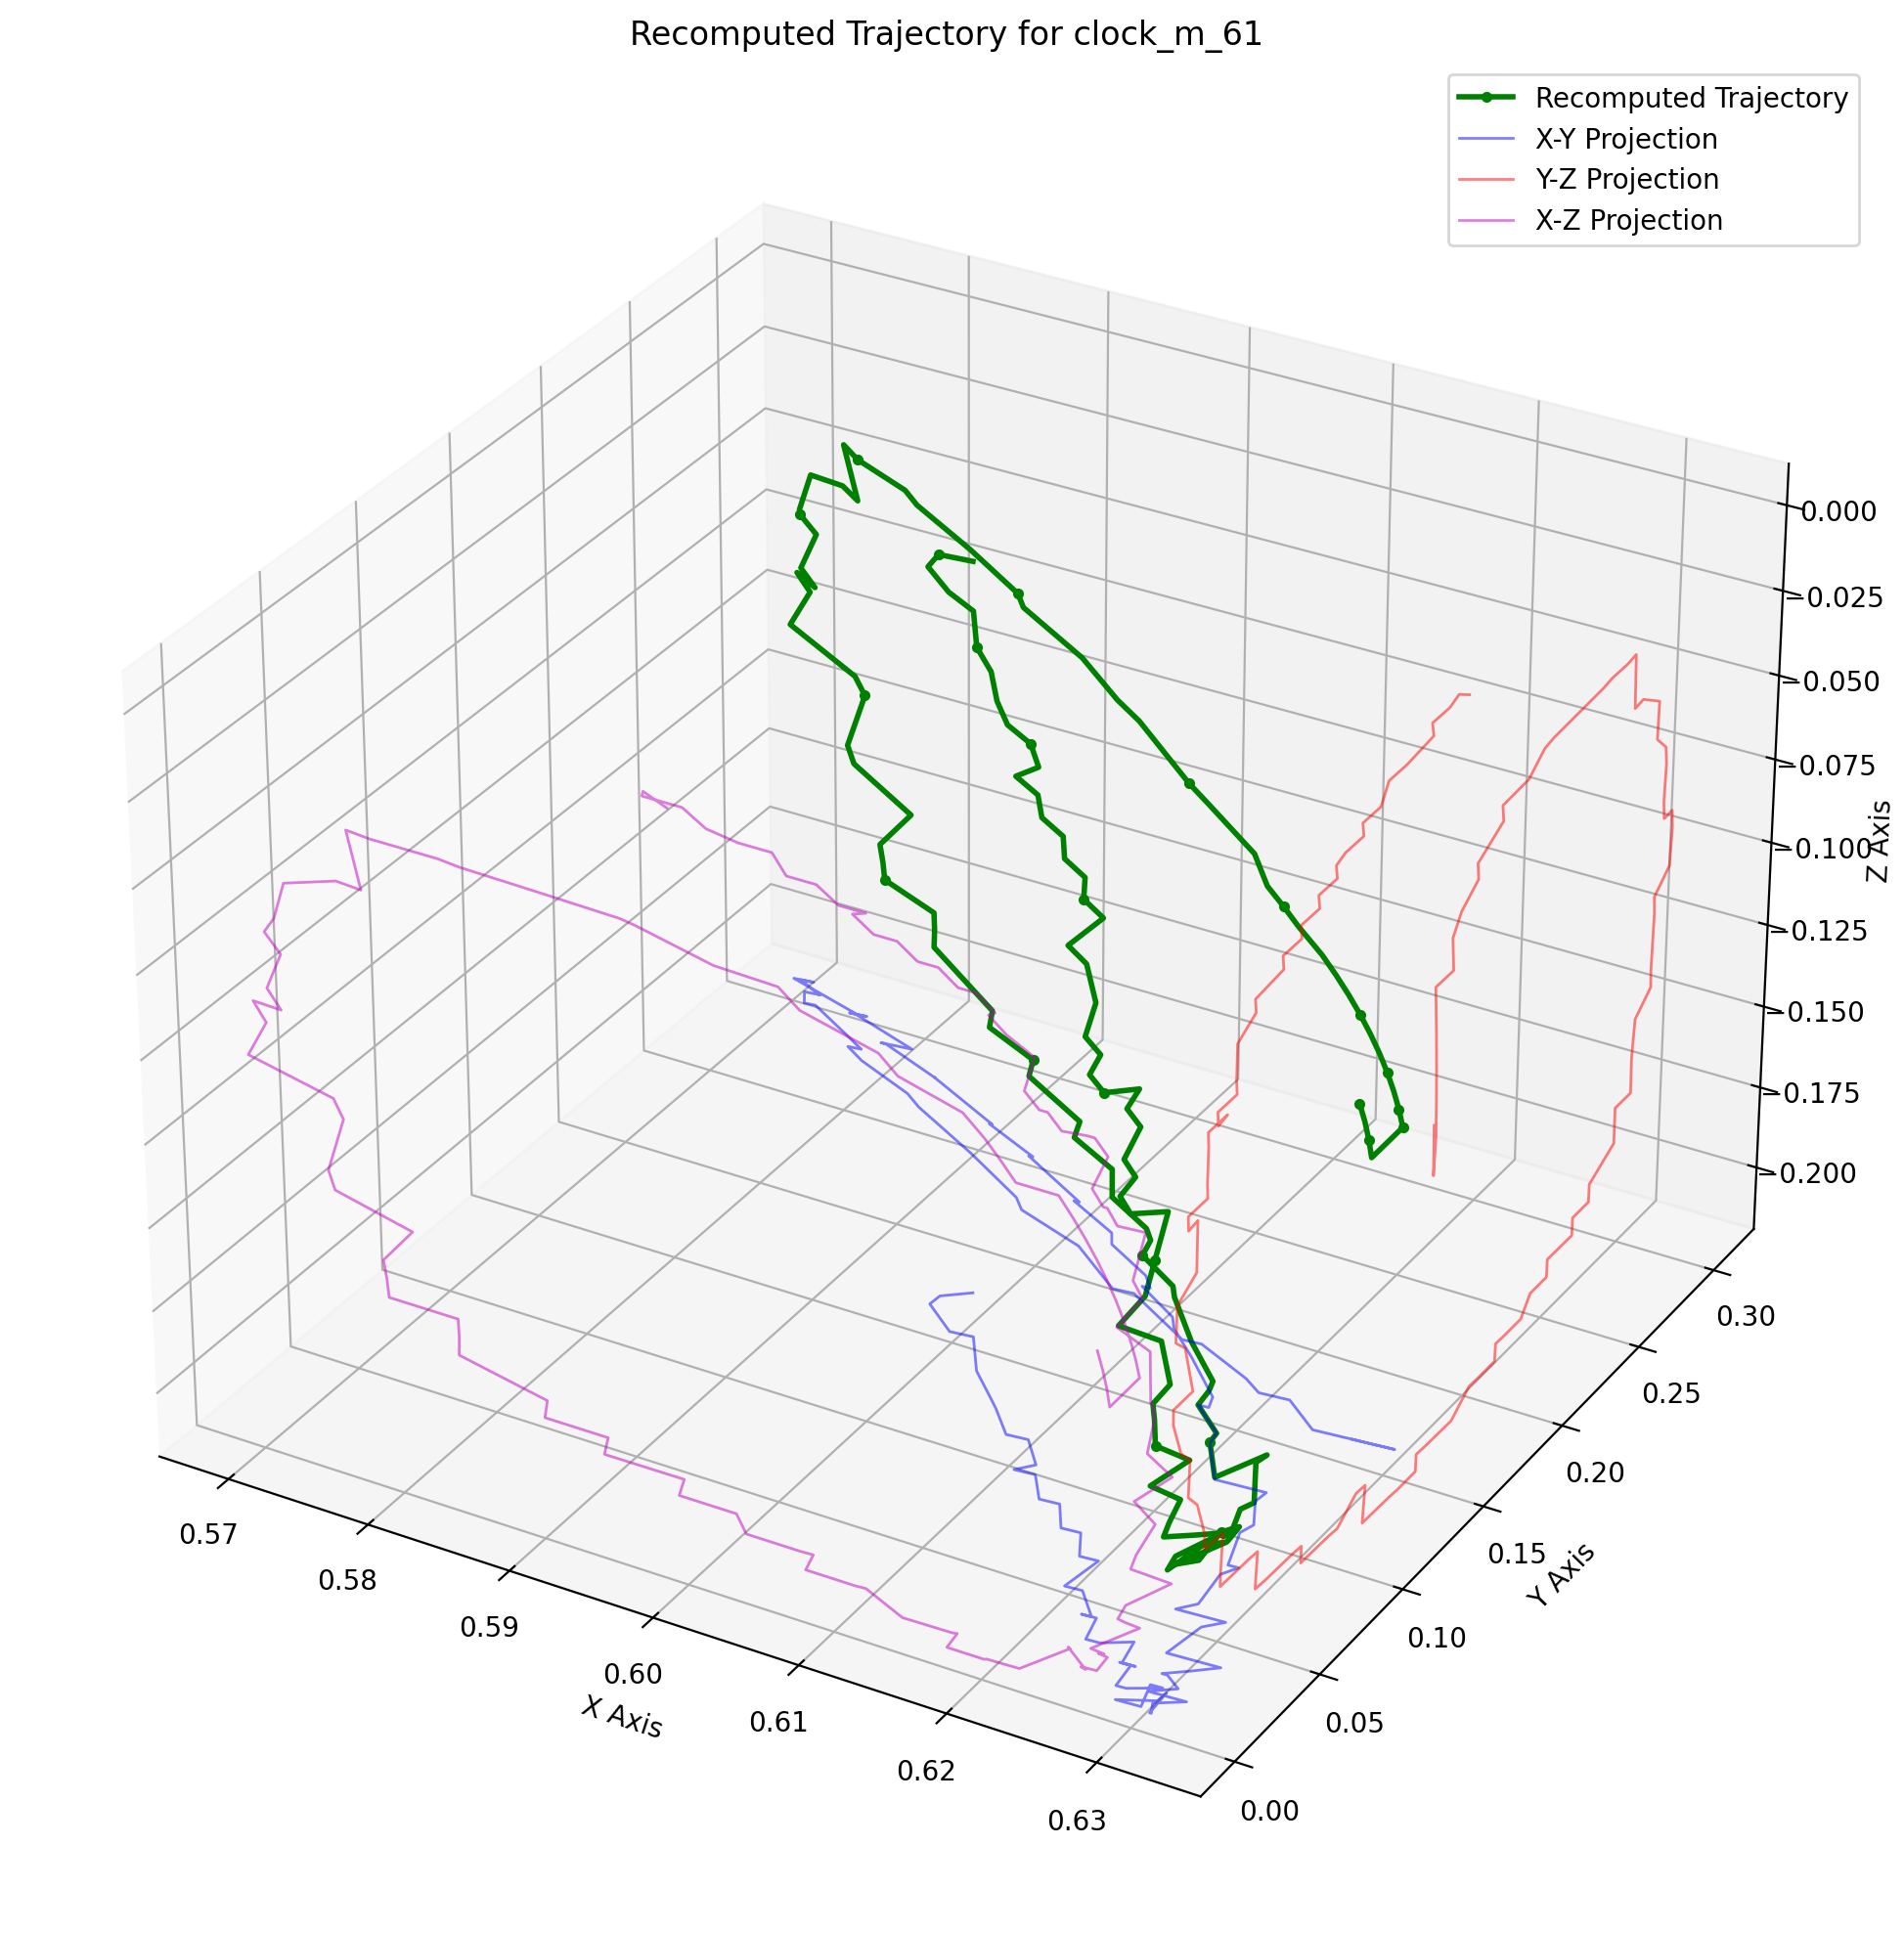 Recomputed Trajectory for clock_m_61
Recomputed Trajectory
X-Y Projection
Y-Z Projection
X-Z Projection
0.000
−0.025
−0.050
−0.075
−0.100
−0.125
−0.150
−0.175
−0.200
Z Axis
0.30
0.25
0.20
0.15
0.10
0.05
0.00
Y Axis
0.57
0.58
0.59
0.60
0.61
0.62
0.63
X Axis